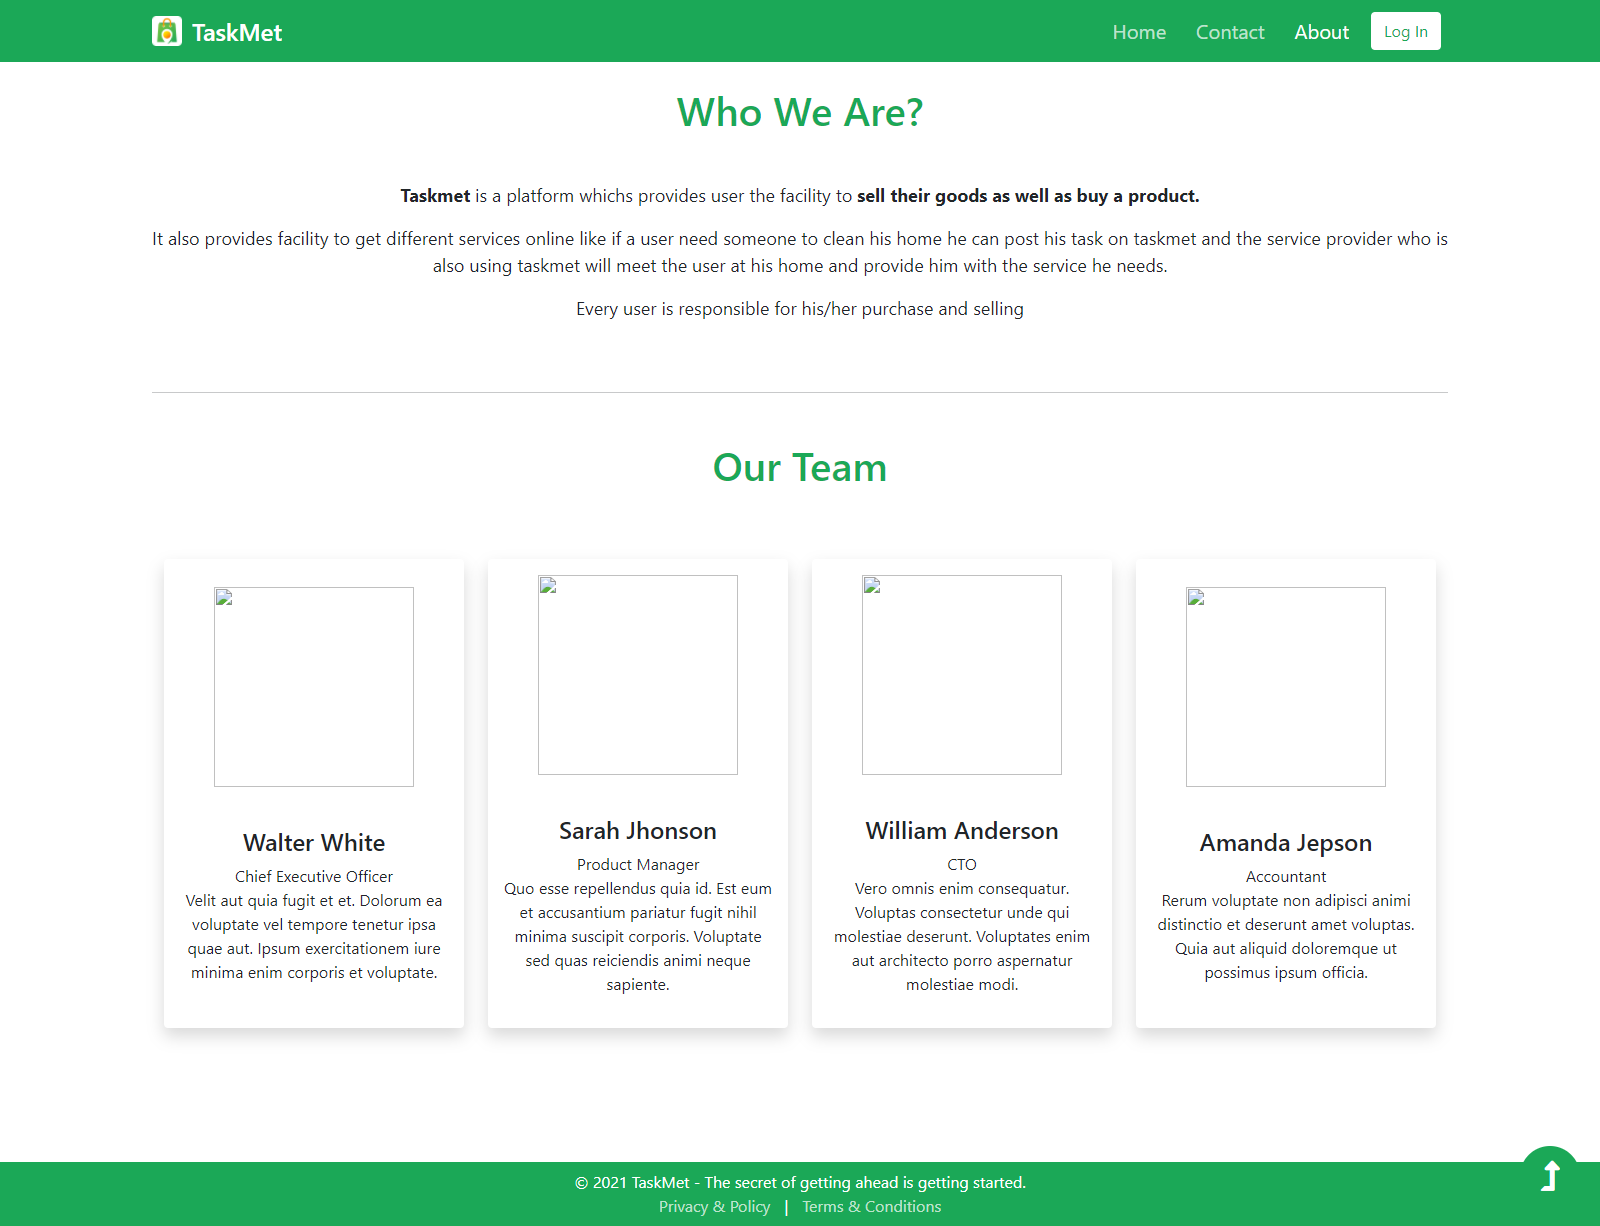 TaskMet
Home Contact About Log In
Who We Are?
Taskmet is a platform whichs provides user the facility to sell their goods as well as buy a product.
It also provides facility to get different services online like if a user need someone to clean his home he can post his task on taskmet and the service provider who is
also using taskmet will meet the user at his home and provide him with the service he needs.
Every user is responsible for his/her purchase and selling
Our Team
Walter White
Chief Executive Officer
Velit aut quia fugit et et. Dolorum ea
voluptate vel tempore tenetur ipsa
quae aut. Ipsum exercitationem iure
minima enim corporis et voluptate.
Sarah Jhonson
Product Manager
Quo esse repellendus quia id. Est eum
et accusantium pariatur fugit nihil
minima suscipit corporis. Voluptate
sed quas reiciendis animi neque
sapiente.
William Anderson
CTO
Vero omnis enim consequatur.
Voluptas consectetur unde qui
molestiae deserunt. Voluptates enim
aut architecto porro aspernatur
molestiae modi.
Amanda Jepson
Accountant
Rerum voluptate non adipisci animi
distinctio et deserunt amet voluptas.
Quia aut aliquid doloremque ut
possimus ipsum officia.
© 2021 TaskMet - The secret of getting ahead is getting started.
Privacy & Policy | Terms & Conditions